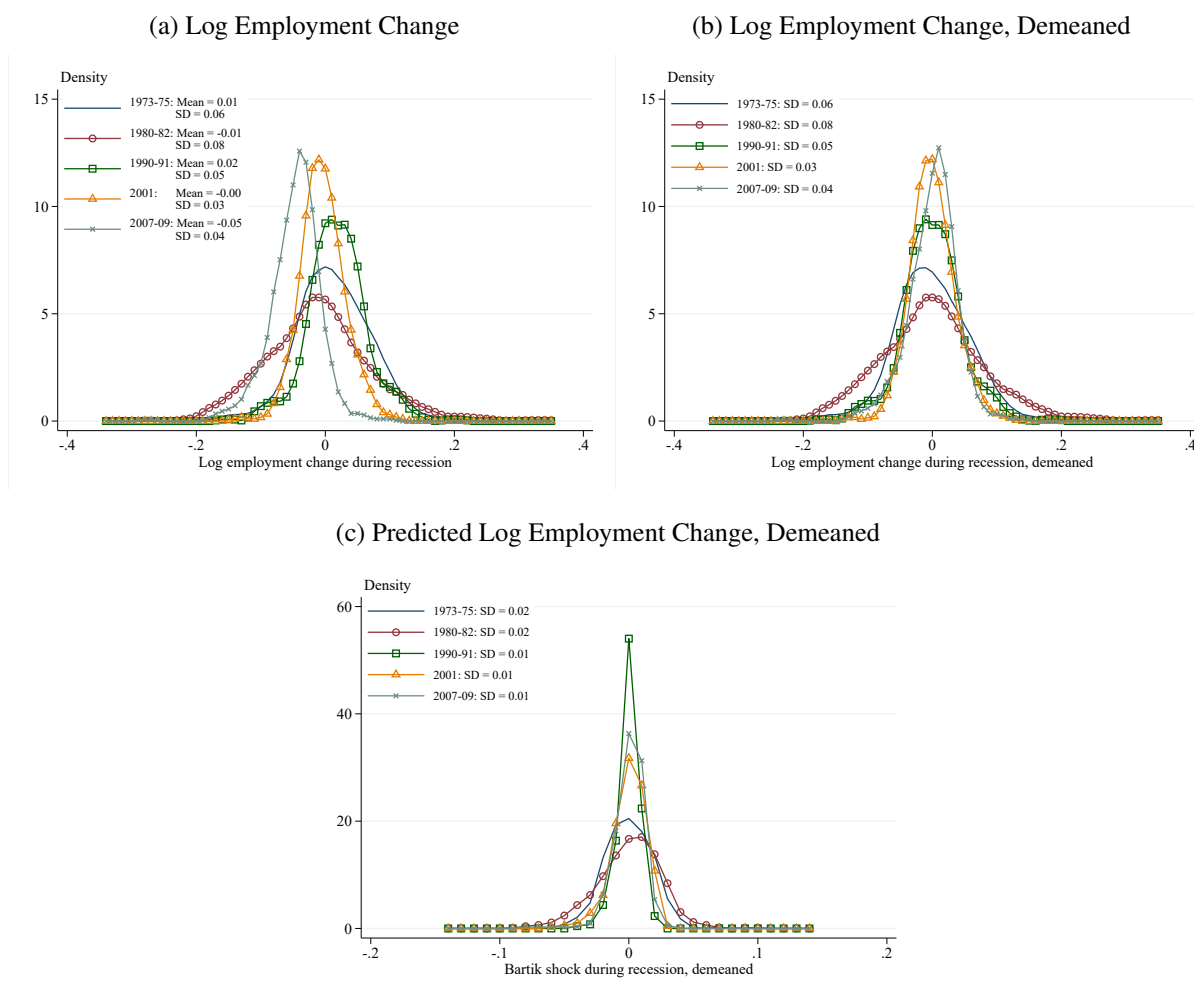 (a) Log Employment Change
Density
15
10
5
0
1973-75: Mean = 0.01
SD = 0.06
1980-82: Mean = -0.01
SD = 0.08
1990-91: Mean = 0.02
SD = 0.05
2001: Mean = -0.00
SD = 0.03
2007-09: Mean = -0.05
SD = 0.04
-.4 -.2 0 .2 .4
Log employment change during recession
(b) Log Employment Change, Demeaned
Density
15
10
5
0
1973-75: SD = 0.06
1980-82: SD = 0.08
1990-91: SD = 0.05
2001: SD = 0.03
2007-09: SD = 0.04
-.4 -.2 0 .2 .4
Log employment change during recession, demeaned
(c) Predicted Log Employment Change, Demeaned
Density
60
40
20
0
1973-75: SD = 0.02
1980-82: SD = 0.02
1990-91: SD = 0.01
2001: SD = 0.01
2007-09: SD = 0.01
-.2 -.1 0 .1 .2
Bartik shock during recession, demeaned